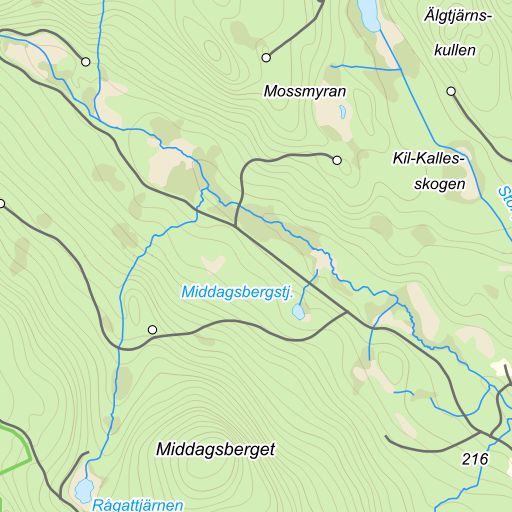 Älgtjärns-
kullen
Mossmyran
Kil-Kalles-
skogen
Middagsbergstj.
Middagsberget
216
Rågattjärnen